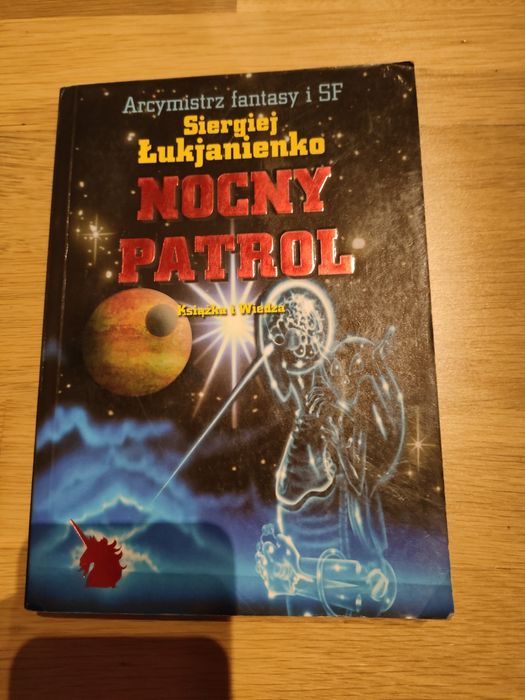 Arcymistrz fantasy i SF
Siergiej
Łukjanienko
NOCNY
PATROL
Książka i Wiedza